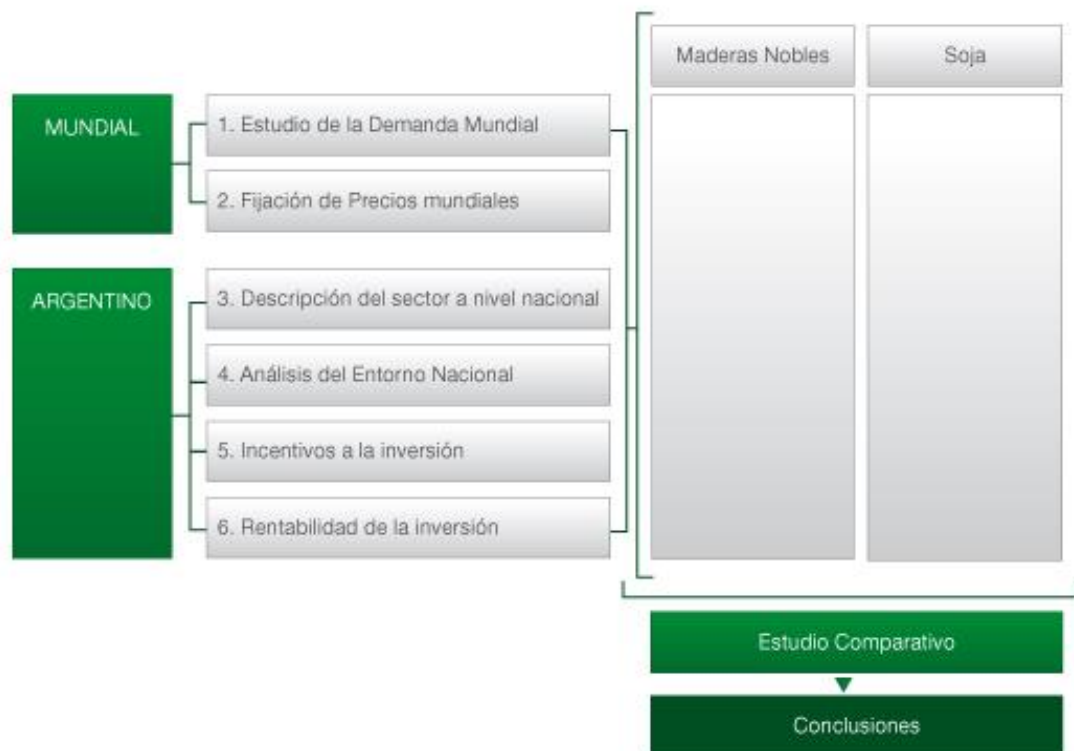 Maderas Nobles
Soja
MUNDIAL
1. Estudio de la Demanda Mundial
2. Fijación de Precios mundiales
ARGENTINO
3. Descripción del sector a nivel nacional
4. Análisis del Entorno Nacional
5. Incentivos a la inversión
6. Rentabilidad de la inversión
Estudio Comparativo
Conclusiones